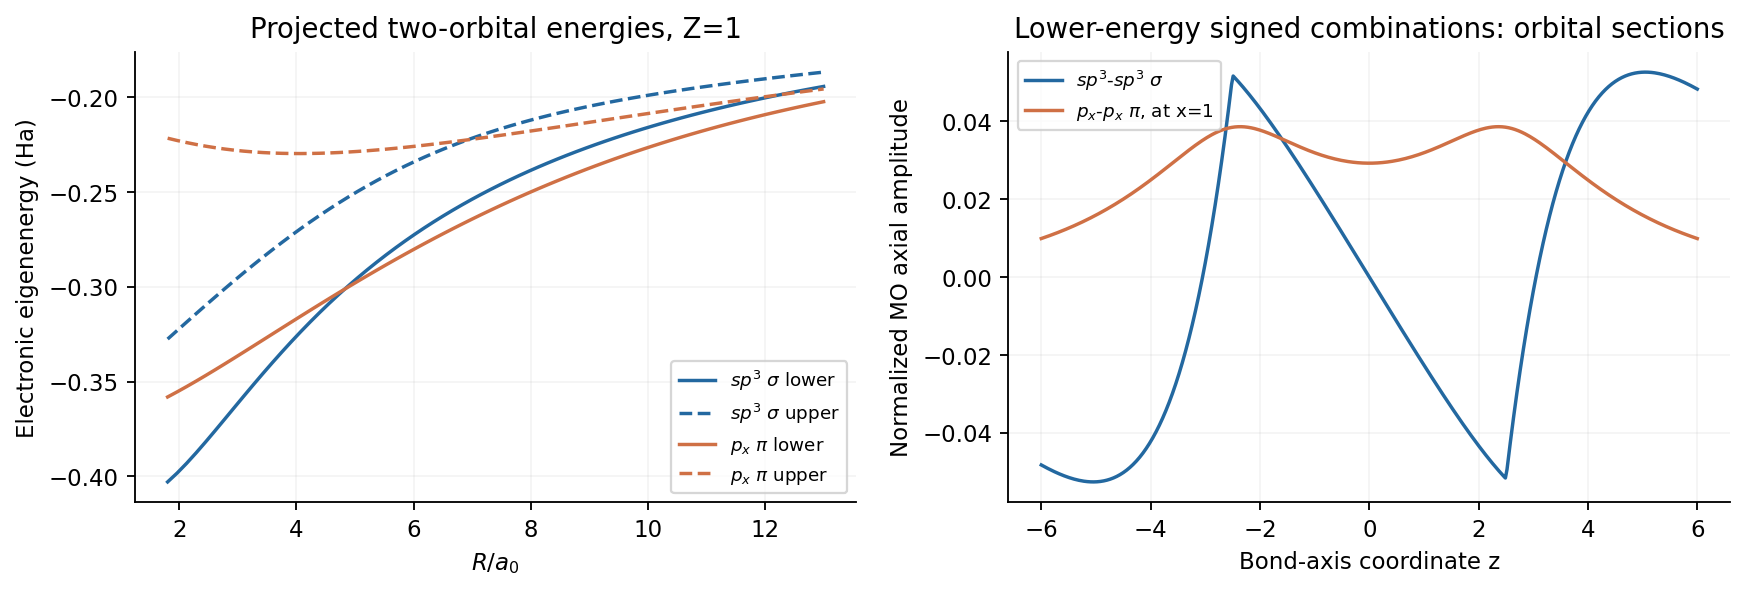 Projected two-orbital energies, Z=1
Electronic eigenenergy (Ha)
−0.20
−0.25
−0.30
−0.35
−0.40
2 4 6 8 10 12
R/a₀
sp³ σ lower
sp³ σ upper
pₓ π lower
pₓ π upper
Lower-energy signed combinations: orbital sections
Normalized MO axial amplitude
0.04
0.02
0.00
−0.02
−0.04
−6 −4 −2 0 2 4 6
Bond-axis coordinate z
sp³-sp³ σ
pₓ-pₓ π, at x=1